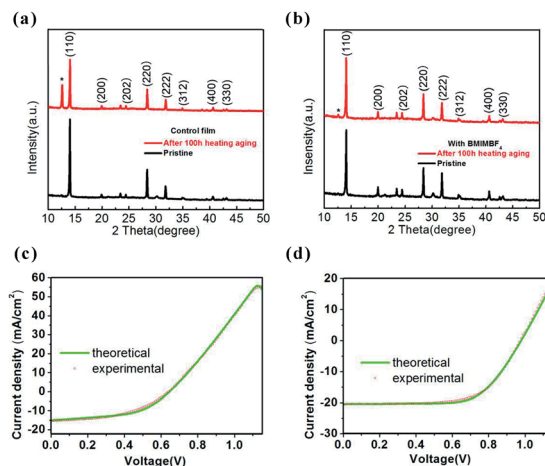 (a)
(110)
*
(200)
(202)
(220)
(222)
(312)
(400)
(330)
Control film
After 100h heating aging
Pristine
Intensity(a.u.)
10 15 20 25 30 35 40 45 50
2 Theta(degree)
(b)
(110)
*
(200)
(202)
(220)
(222)
(312)
(400)
(330)
With BMIMBF4
After 100h heating aging
Pristine
Insensity(a.u.)
10 15 20 25 30 35 40 45 50
2 Theta(degree)
(c)
60
50
40
30
20
10
0
-10
-20
theoretical
experimental
Current density (mA/cm2)
0.0 0.2 0.4 0.6 0.8 1.0
Voltage(V)
(d)
20
10
0
-10
-20
-30
theoretical
experimental
Current density (mA/cm2)
0.0 0.2 0.4 0.6 0.8 1.0
Voltage(V)